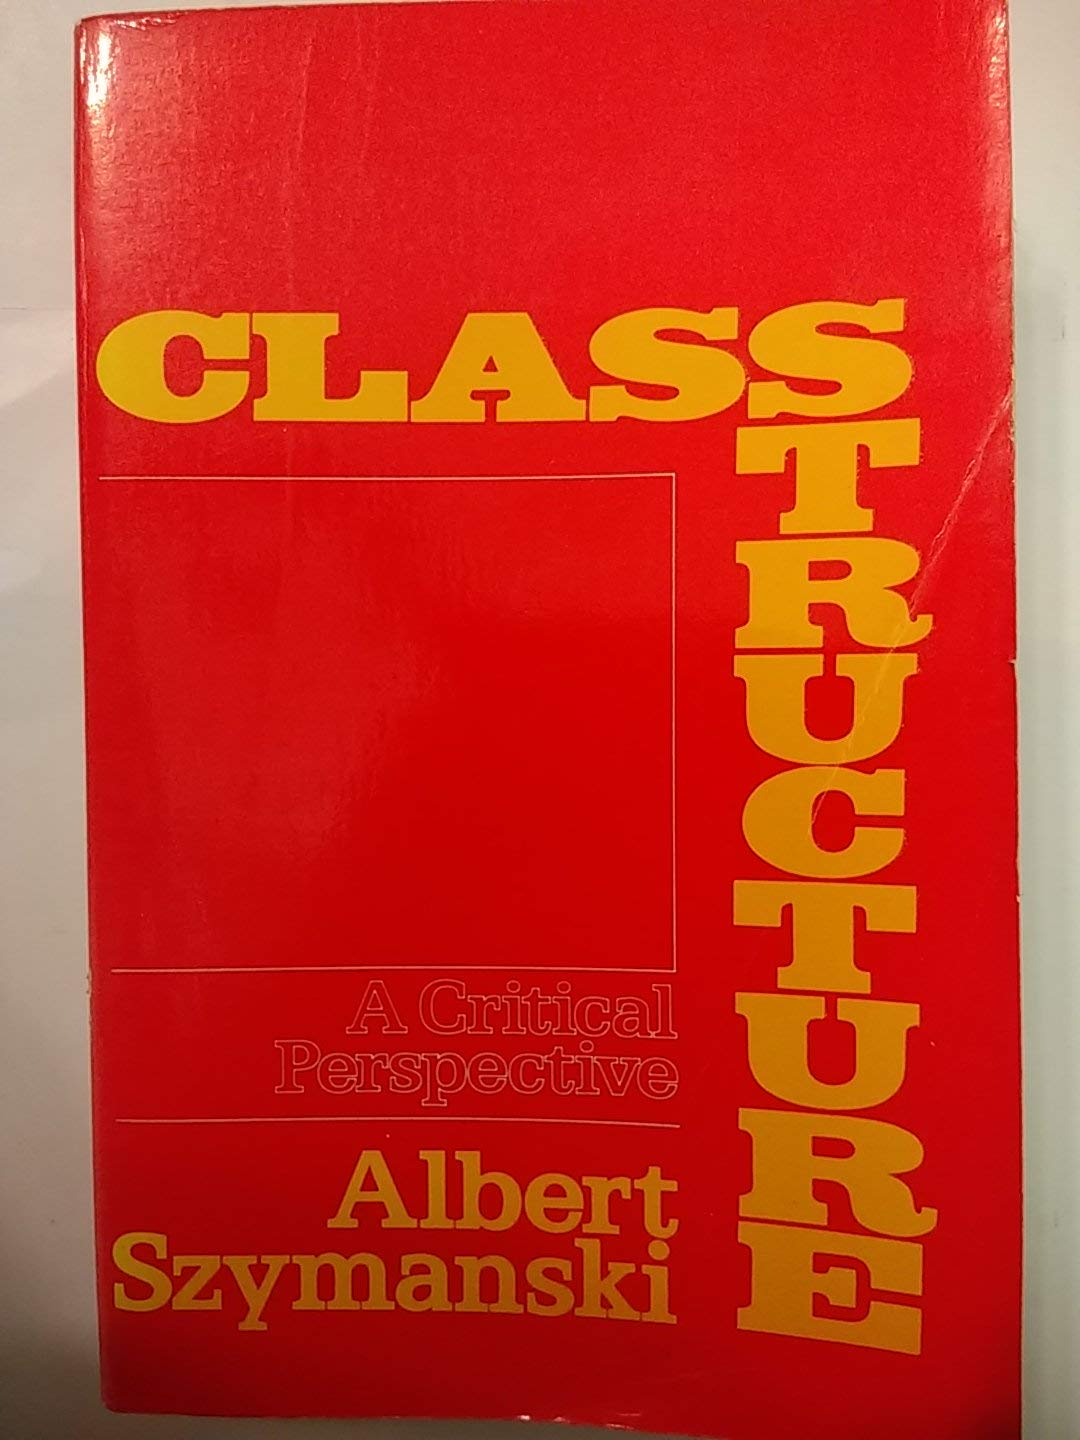 CLASS
STRUCTURE
A Critical
Perspective
Albert
Szymanski